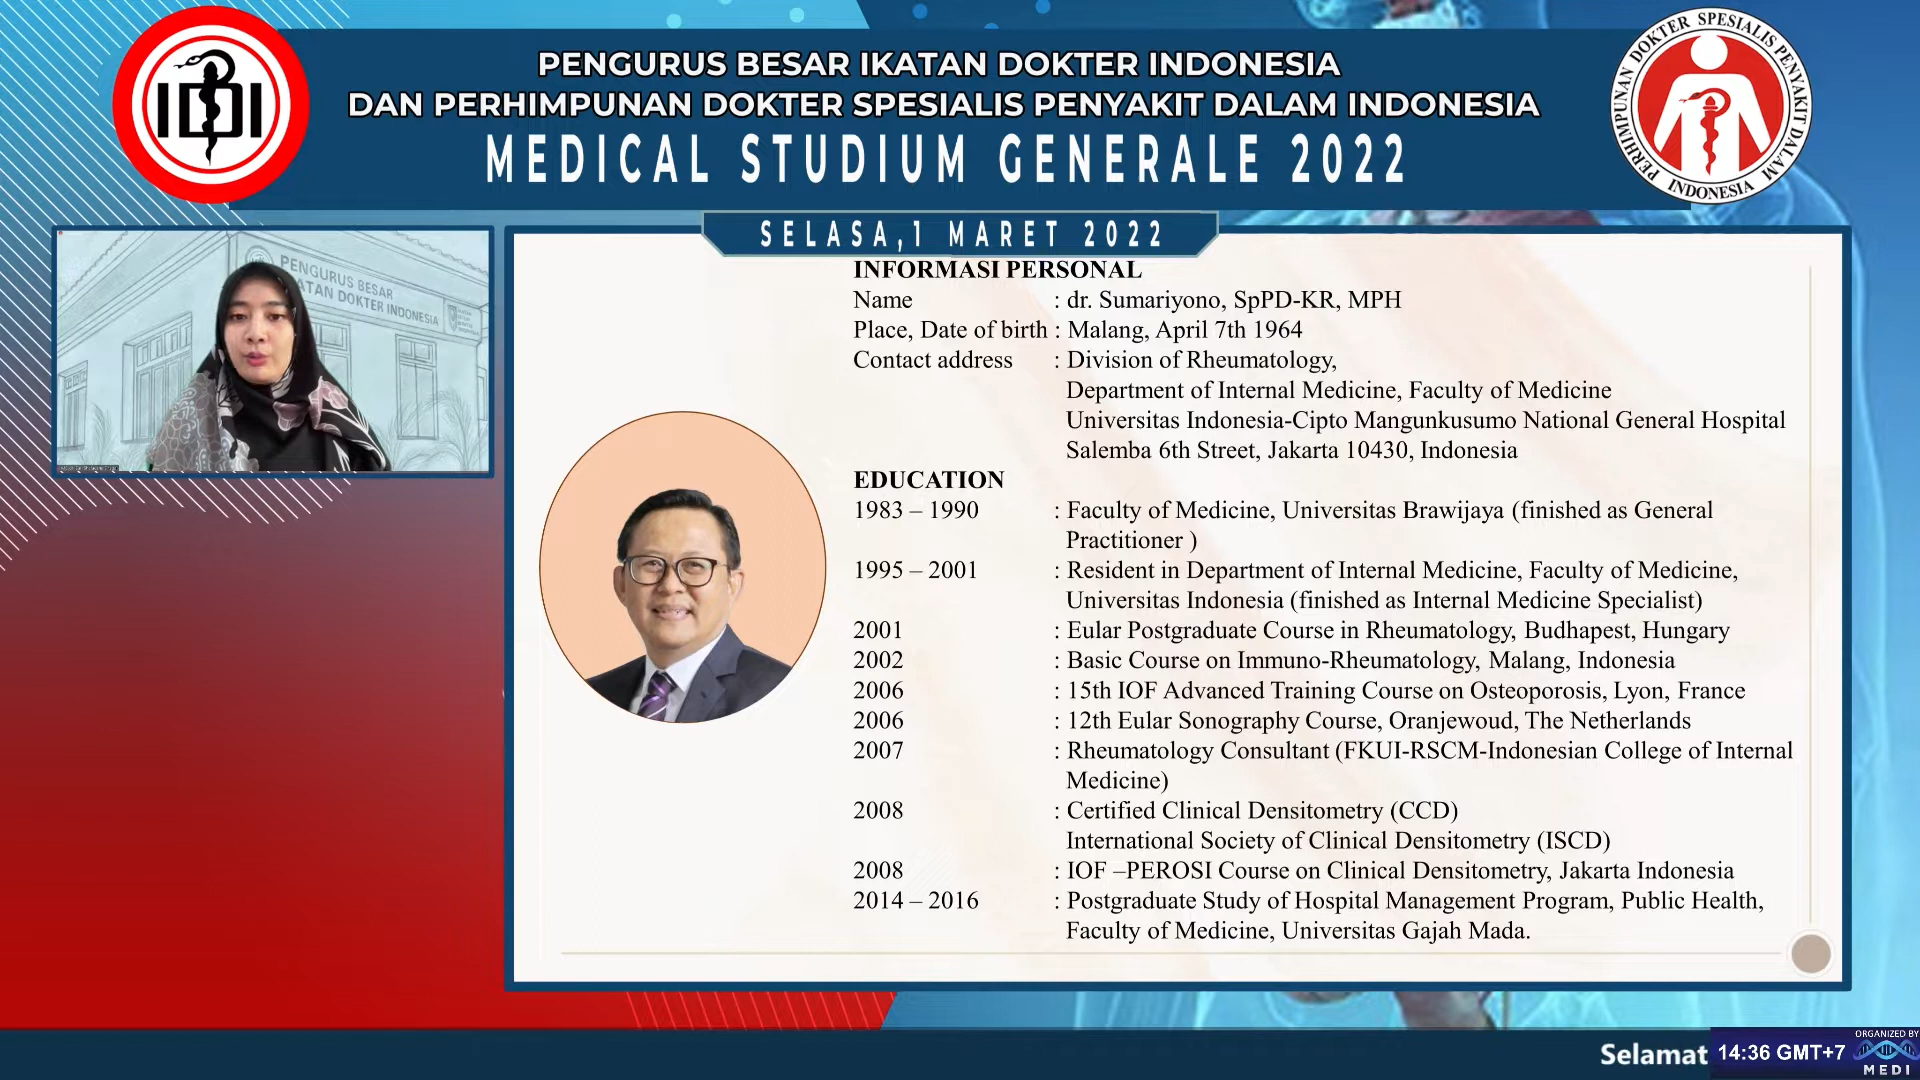 PENGURUS BESAR IKATAN DOKTER INDONESIA
DAN PERHIMPUNAN DOKTER SPESIALIS PENYAKIT DALAM INDONESIA
MEDICAL STUDIUM GENERALE 2022
IDI
PERHIMPUNAN DOKTER SPESIALIS PENYAKIT DALAM
INDONESIA
SELASA,1 MARET 2022
PENGURUS BESAR
IKATAN DOKTER INDONESIA
INFORMASI PERSONAL
Name : dr. Sumariyono, SpPD-KR, MPH
Place, Date of birth : Malang, April 7th 1964
Contact address : Division of Rheumatology,
Department of Internal Medicine, Faculty of Medicine
Universitas Indonesia-Cipto Mangunkusumo National General Hospital
Salemba 6th Street, Jakarta 10430, Indonesia
EDUCATION
1983 – 1990 : Faculty of Medicine, Universitas Brawijaya (finished as General
Practitioner )
1995 – 2001 : Resident in Department of Internal Medicine, Faculty of Medicine,
Universitas Indonesia (finished as Internal Medicine Specialist)
2001 : Eular Postgraduate Course in Rheumatology, Budhapest, Hungary
2002 : Basic Course on Immuno-Rheumatology, Malang, Indonesia
2006 : 15th IOF Advanced Training Course on Osteoporosis, Lyon, France
2006 : 12th Eular Sonography Course, Oranjewoud, The Netherlands
2007 : Rheumatology Consultant (FKUI-RSCM-Indonesian College of Internal
Medicine)
2008 : Certified Clinical Densitometry (CCD)
International Society of Clinical Densitometry (ISCD)
2008 : IOF –PEROSI Course on Clinical Densitometry, Jakarta Indonesia
2014 – 2016 : Postgraduate Study of Hospital Management Program, Public Health,
Faculty of Medicine, Universitas Gajah Mada.
Selamat
14:36 GMT+7
ORGANIZED BY
MEDI